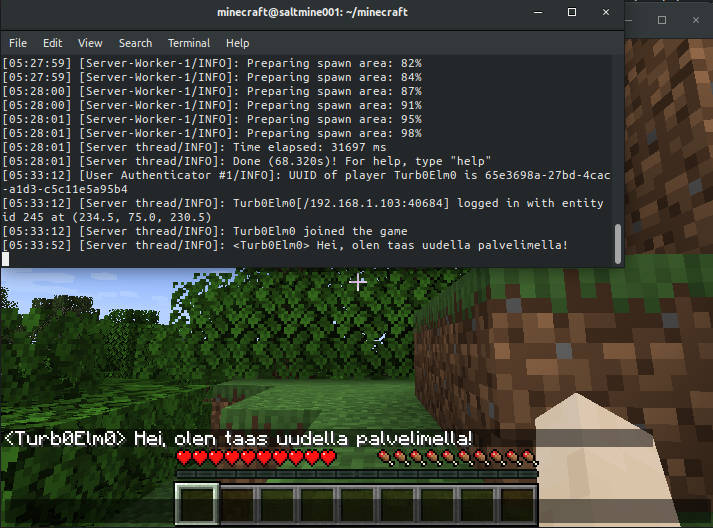 minecraft@saltmine001: ~/minecraft
File Edit View Search Terminal Help
[05:27:59] [Server-Worker-1/INFO]: Preparing spawn area: 82%
[05:27:59] [Server-Worker-1/INFO]: Preparing spawn area: 84%
[05:28:00] [Server-Worker-1/INFO]: Preparing spawn area: 87%
[05:28:00] [Server-Worker-1/INFO]: Preparing spawn area: 91%
[05:28:01] [Server-Worker-1/INFO]: Preparing spawn area: 95%
[05:28:01] [Server-Worker-1/INFO]: Preparing spawn area: 98%
[05:28:01] [Server thread/INFO]: Time elapsed: 31697 ms
[05:28:01] [Server thread/INFO]: Done (68.320s)! For help, type "help"
[05:33:12] [User Authenticator #1/INFO]: UUID of player Turb0Elm0 is 65e3698a-27bd-4cac
-a1d3-c5c11e5a95b4
[05:33:12] [Server thread/INFO]: Turb0Elm0[/192.168.1.103:40684] logged in with entity
id 245 at (234.5, 75.0, 230.5)
[05:33:12] [Server thread/INFO]: Turb0Elm0 joined the game
[05:33:52] [Server thread/INFO]: <Turb0Elm0> Hei, olen taas uudella palvelimella!
<Turb0Elm0> Hei, olen taas uudella palvelimella!